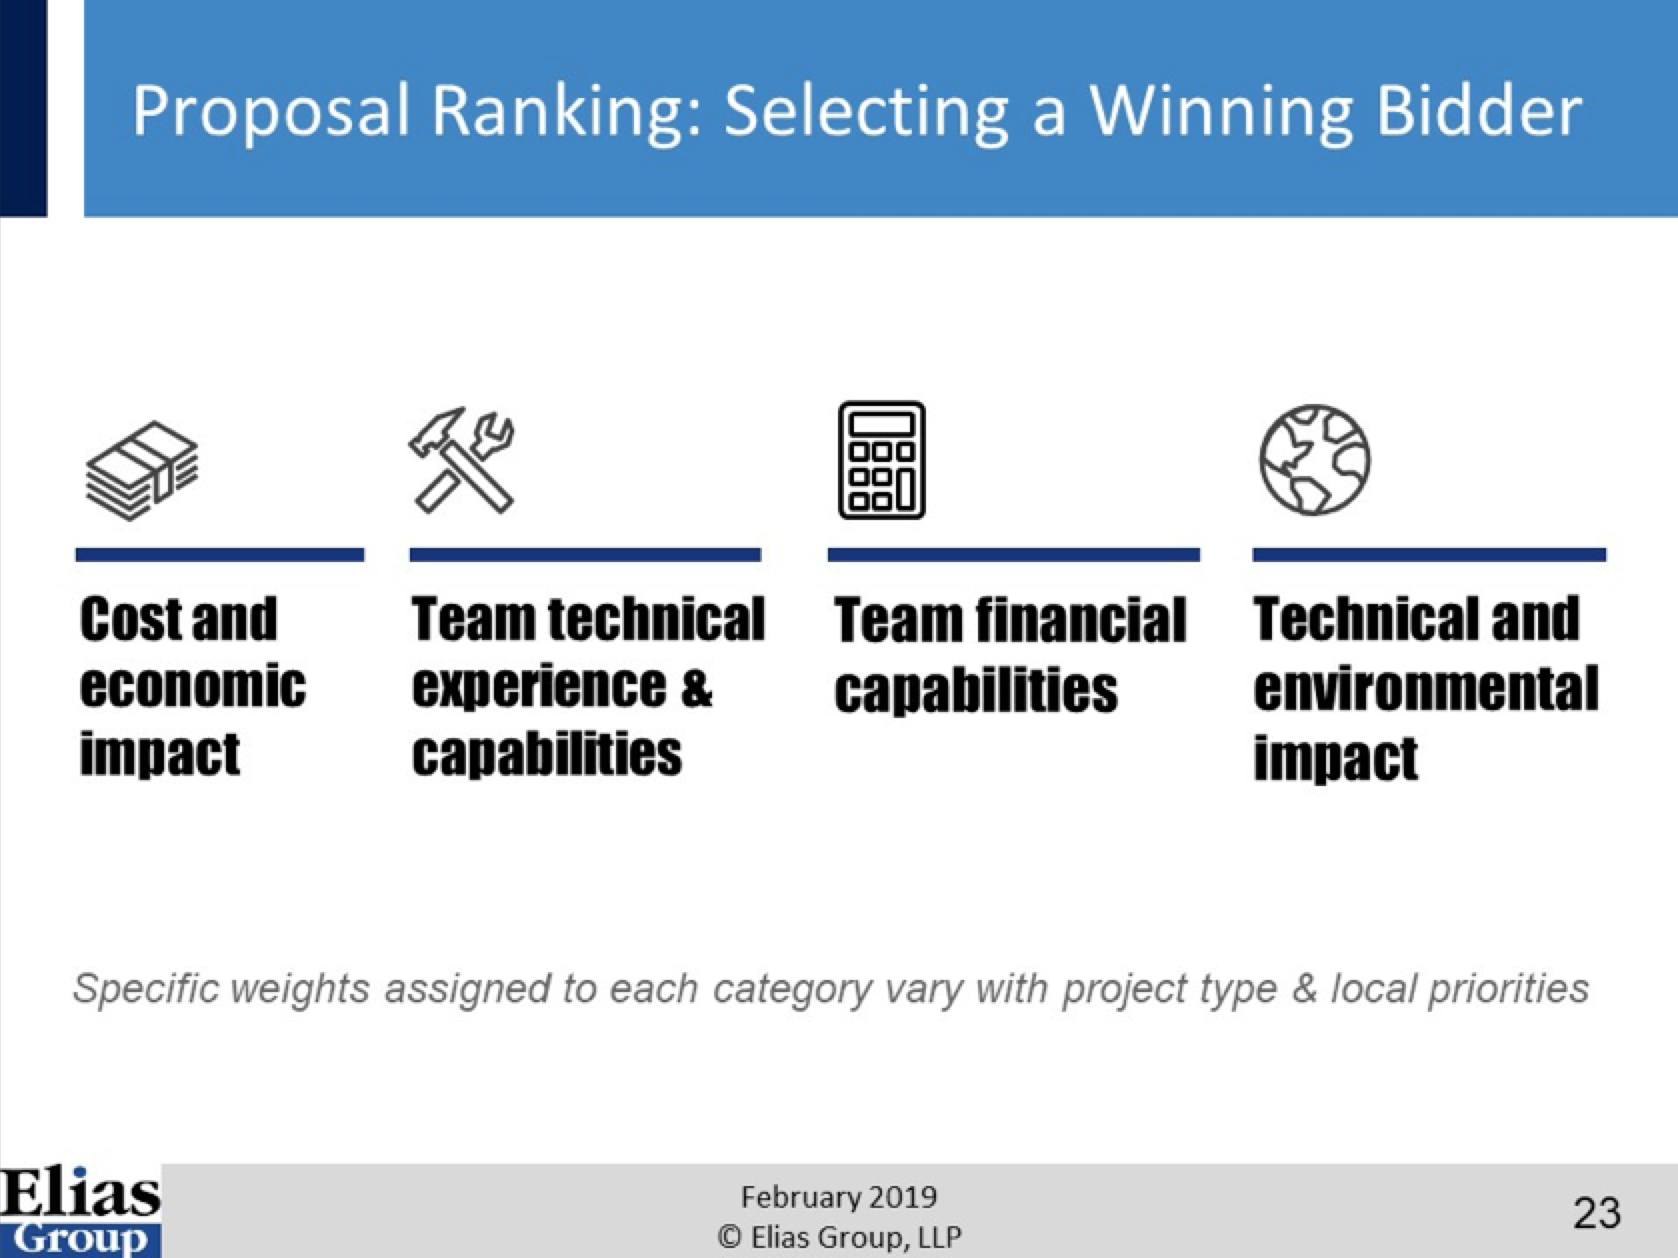 Proposal Ranking: Selecting a Winning Bidder
Cost and
economic
impact
Team technical
experience &
capabilities
Team financial
capabilities
Technical and
environmental
impact
Specific weights assigned to each category vary with project type & local priorities
Elias
Group
February 2019
© Elias Group, LLP
23